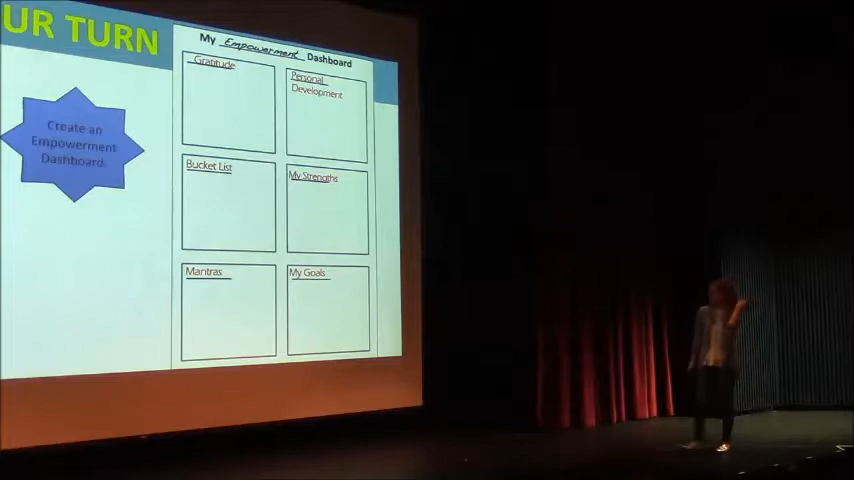 UR TURN
My Empowerment Dashboard
Create an
Empowerment
Dashboard.
Gratitude
Personal
Development
Bucket List
My Strengths
Mantras
My Goals